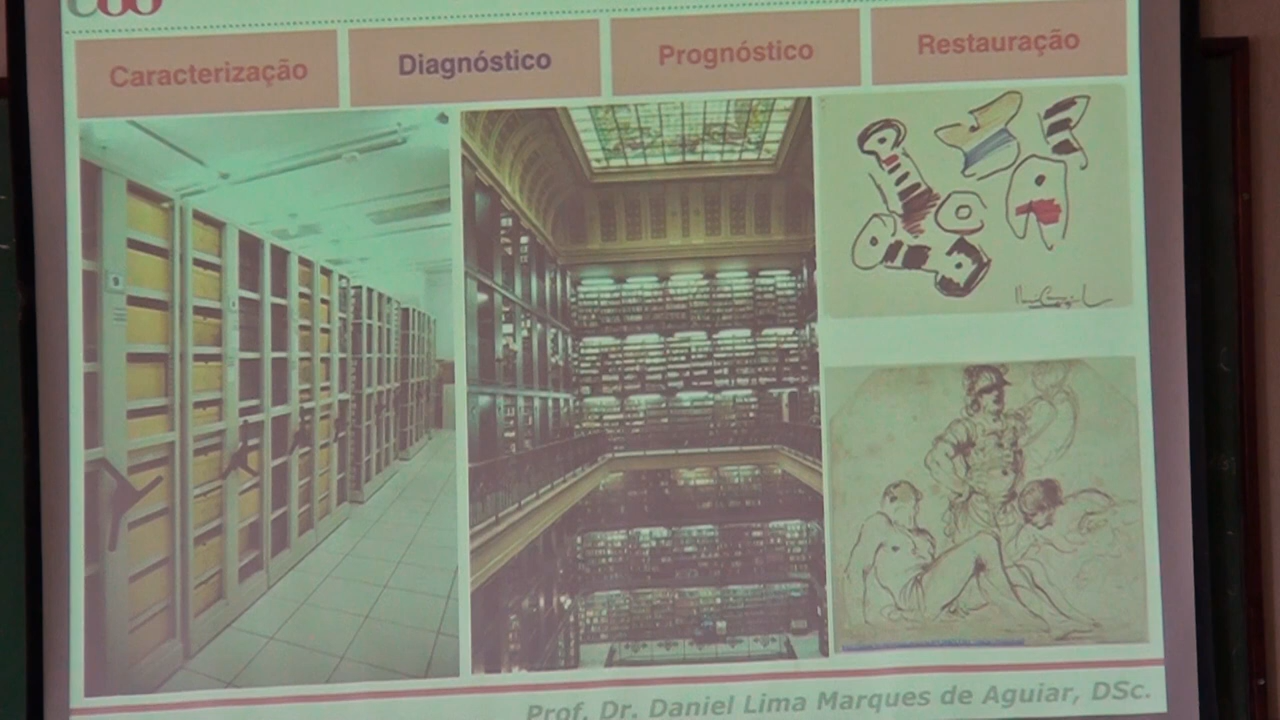 Caracterização
Diagnóstico
Prognóstico
Restauração
Prof. Dr. Daniel Lima Marques de Aguiar, DSc.